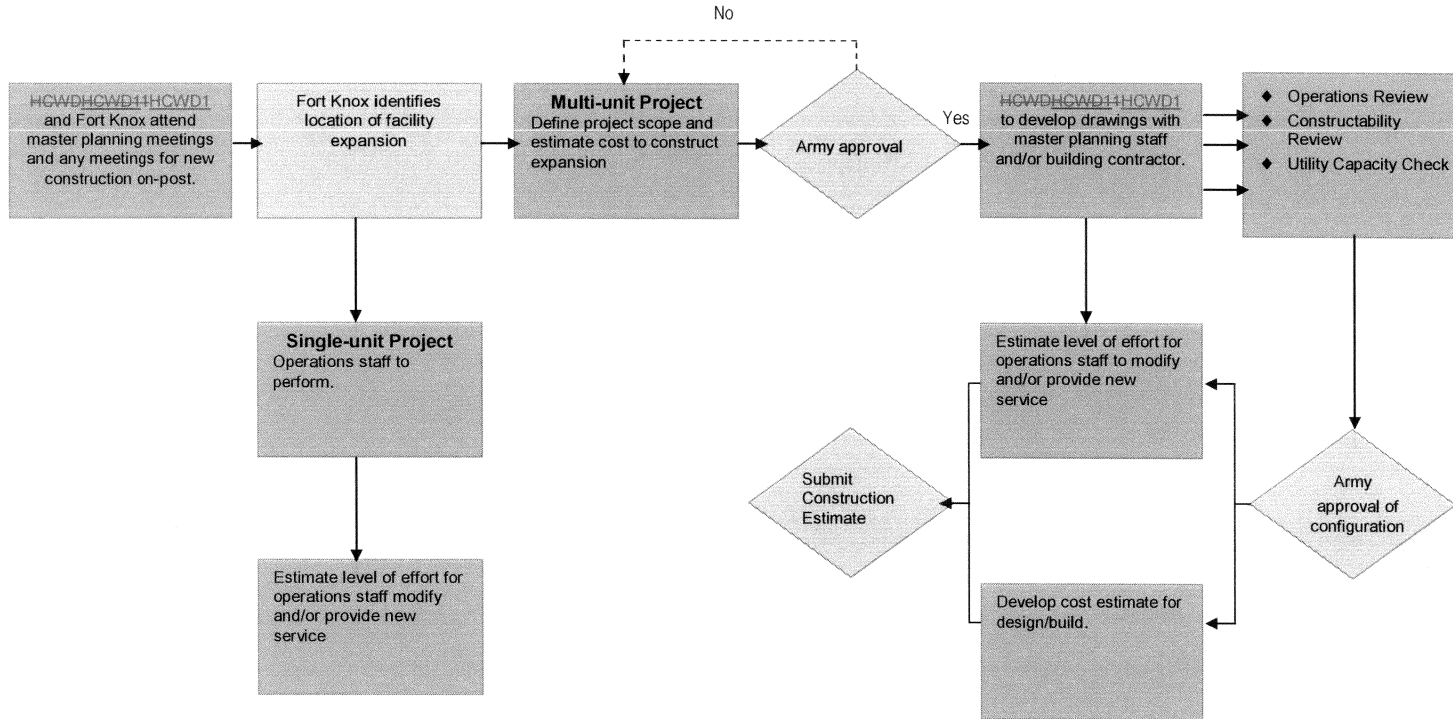 No
HCWDHCWD11HCWD1
and Fort Knox attend
master planning meetings
and any meetings for new
construction on-post.
Fort Knox identifies
location of facility
expansion
Multi-unit Project
Define project scope and
estimate cost to construct
expansion
Army approval
Yes
HCWDHCWD11HCWD1
to develop drawings with
master planning staff
and/or building contractor.
◆ Operations Review
◆ Constructability
Review
◆ Utility Capacity Check
Single-unit Project
Operations staff to
perform.
Estimate level of effort for
operations staff to modify
and/or provide new
service
Submit
Construction
Estimate
Army
approval of
configuration
Estimate level of effort for
operations staff modify
and/or provide new
service
Develop cost estimate for
design/build.